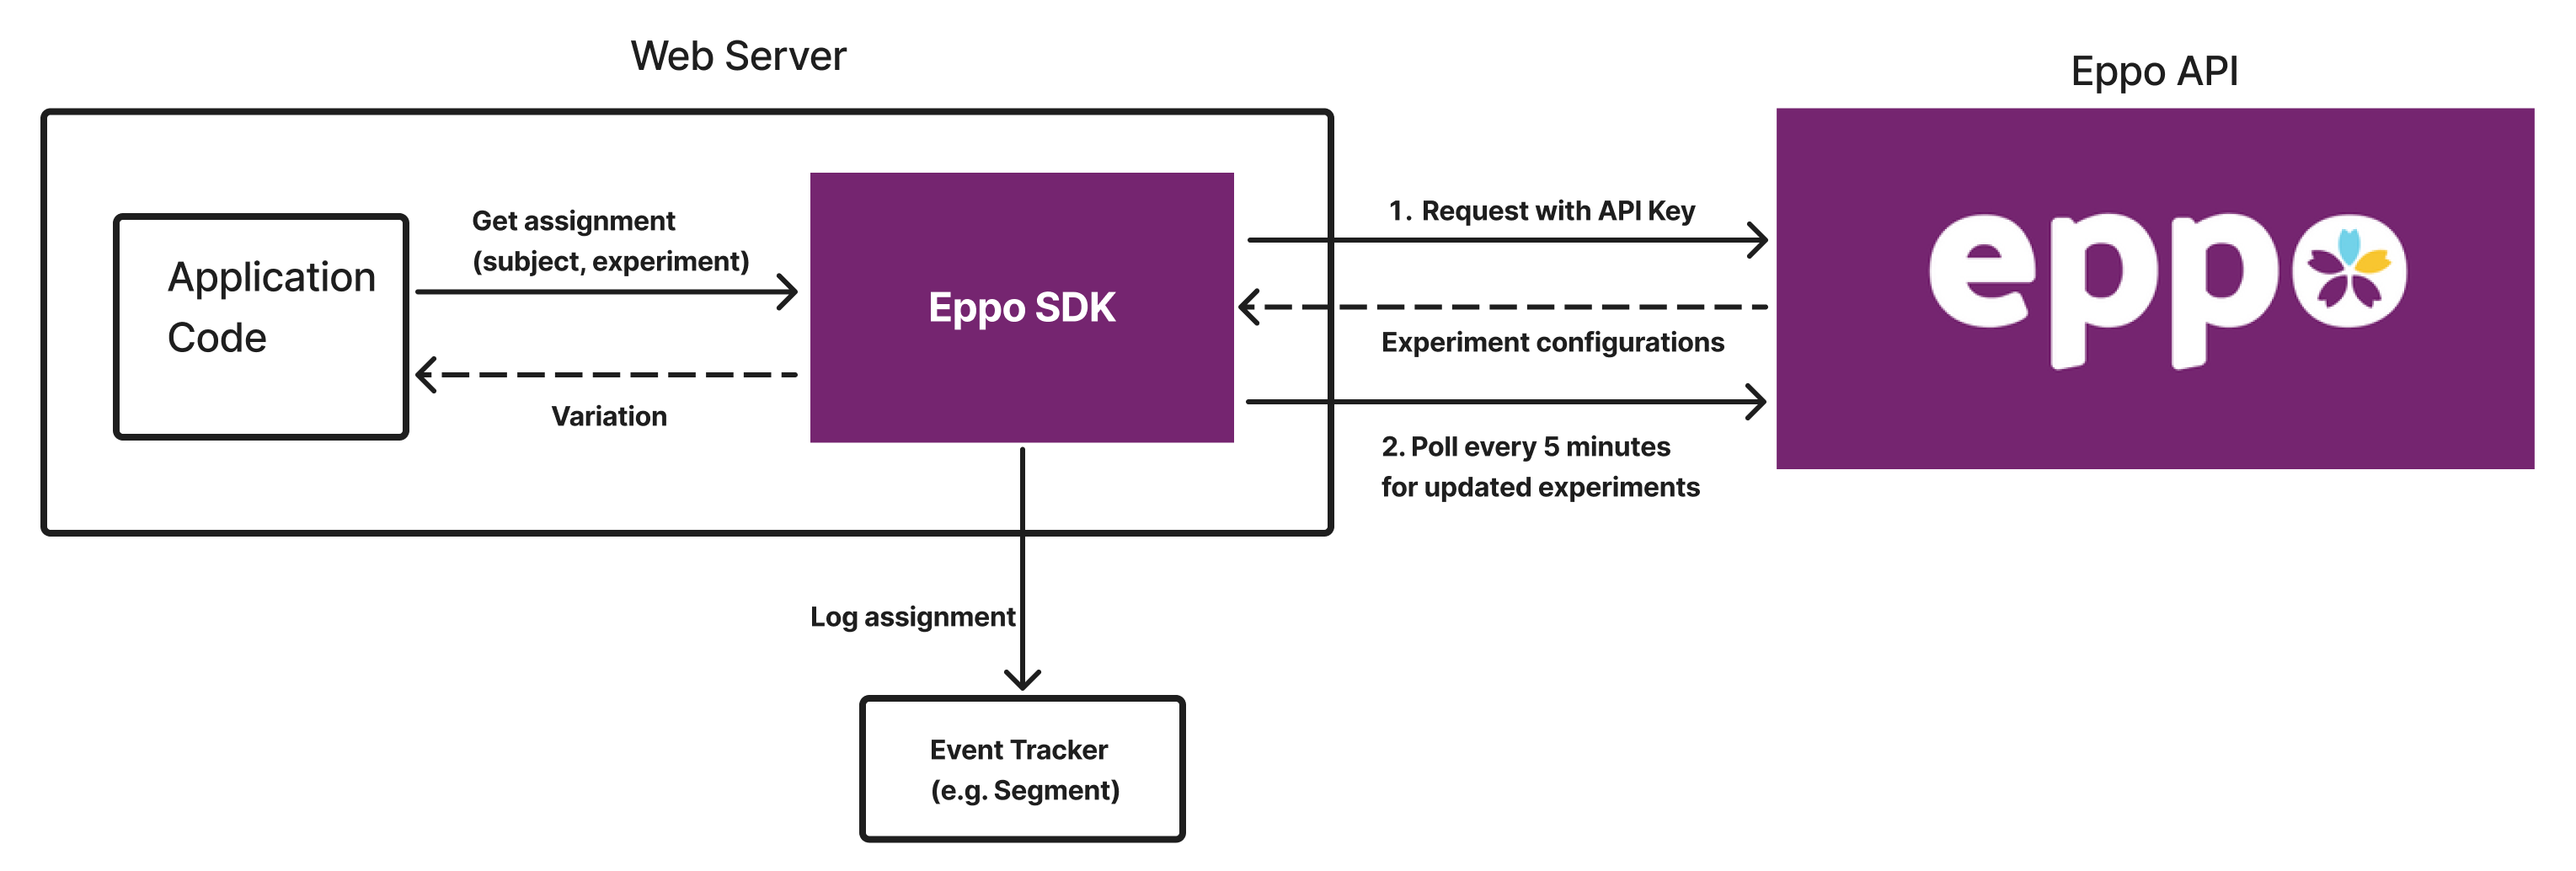 Web Server
Eppo API
Application
Code
Get assignment
(subject, experiment)
Variation
Eppo SDK
1. Request with API Key
Experiment configurations
2. Poll every 5 minutes
for updated experiments
eppo
Log assignment
Event Tracker
(e.g. Segment)